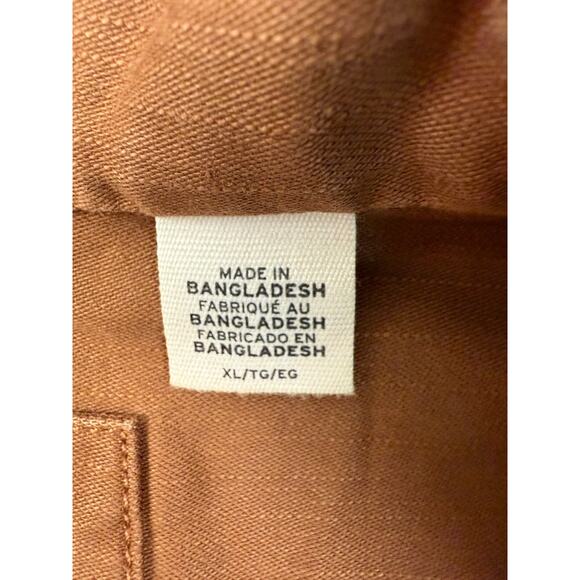 MADE IN
BANGLADESH
FABRIQUÉ AU
BANGLADESH
FABRICADO EN
BANGLADESH
XL/TG/EG